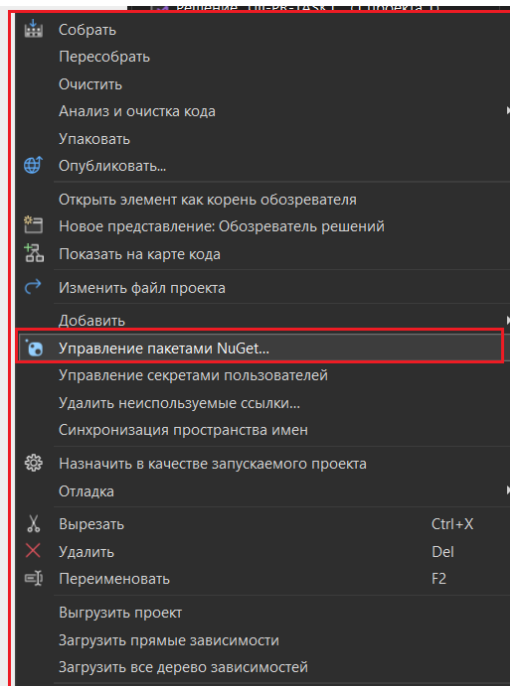 Собрать
Пересобрать
Очистить
Анализ и очистка кода
Упаковать
Опубликовать...
Открыть элемент как корень обозревателя
Новое представление: Обозреватель решений
Показать на карте кода
Изменить файл проекта
Добавить
Управление пакетами NuGet...
Управление секретами пользователей
Удалить неиспользуемые ссылки...
Синхронизация пространства имен
Назначить в качестве запускаемого проекта
Отладка
Вырезать Ctrl+X
Удалить Del
Переименовать F2
Выгрузить проект
Загрузить прямые зависимости
Загрузить все дерево зависимостей